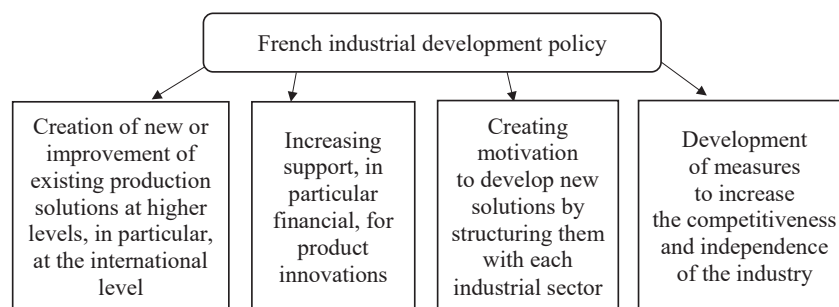 French industrial development policy
Creation of new or
improvement of
existing production
solutions at higher
levels, in particular,
at the international
level
Increasing
support, in
particular
financial, for
product
innovations
Creating
motivation
to develop new
solutions by
structuring them
with each
industrial sector
Development
of measures
to increase
the competitiveness
and independence
of the industry